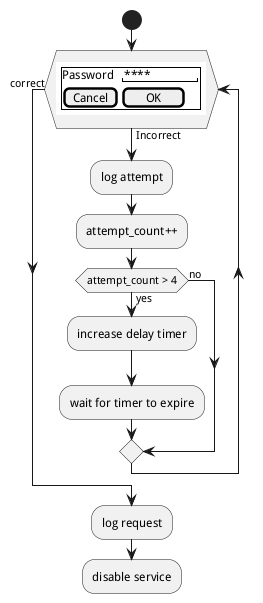 correct
Password ****
Cancel OK
Incorrect
log attempt
attempt_count++
attempt_count > 4
no
yes
increase delay timer
wait for timer to expire
log request
disable service